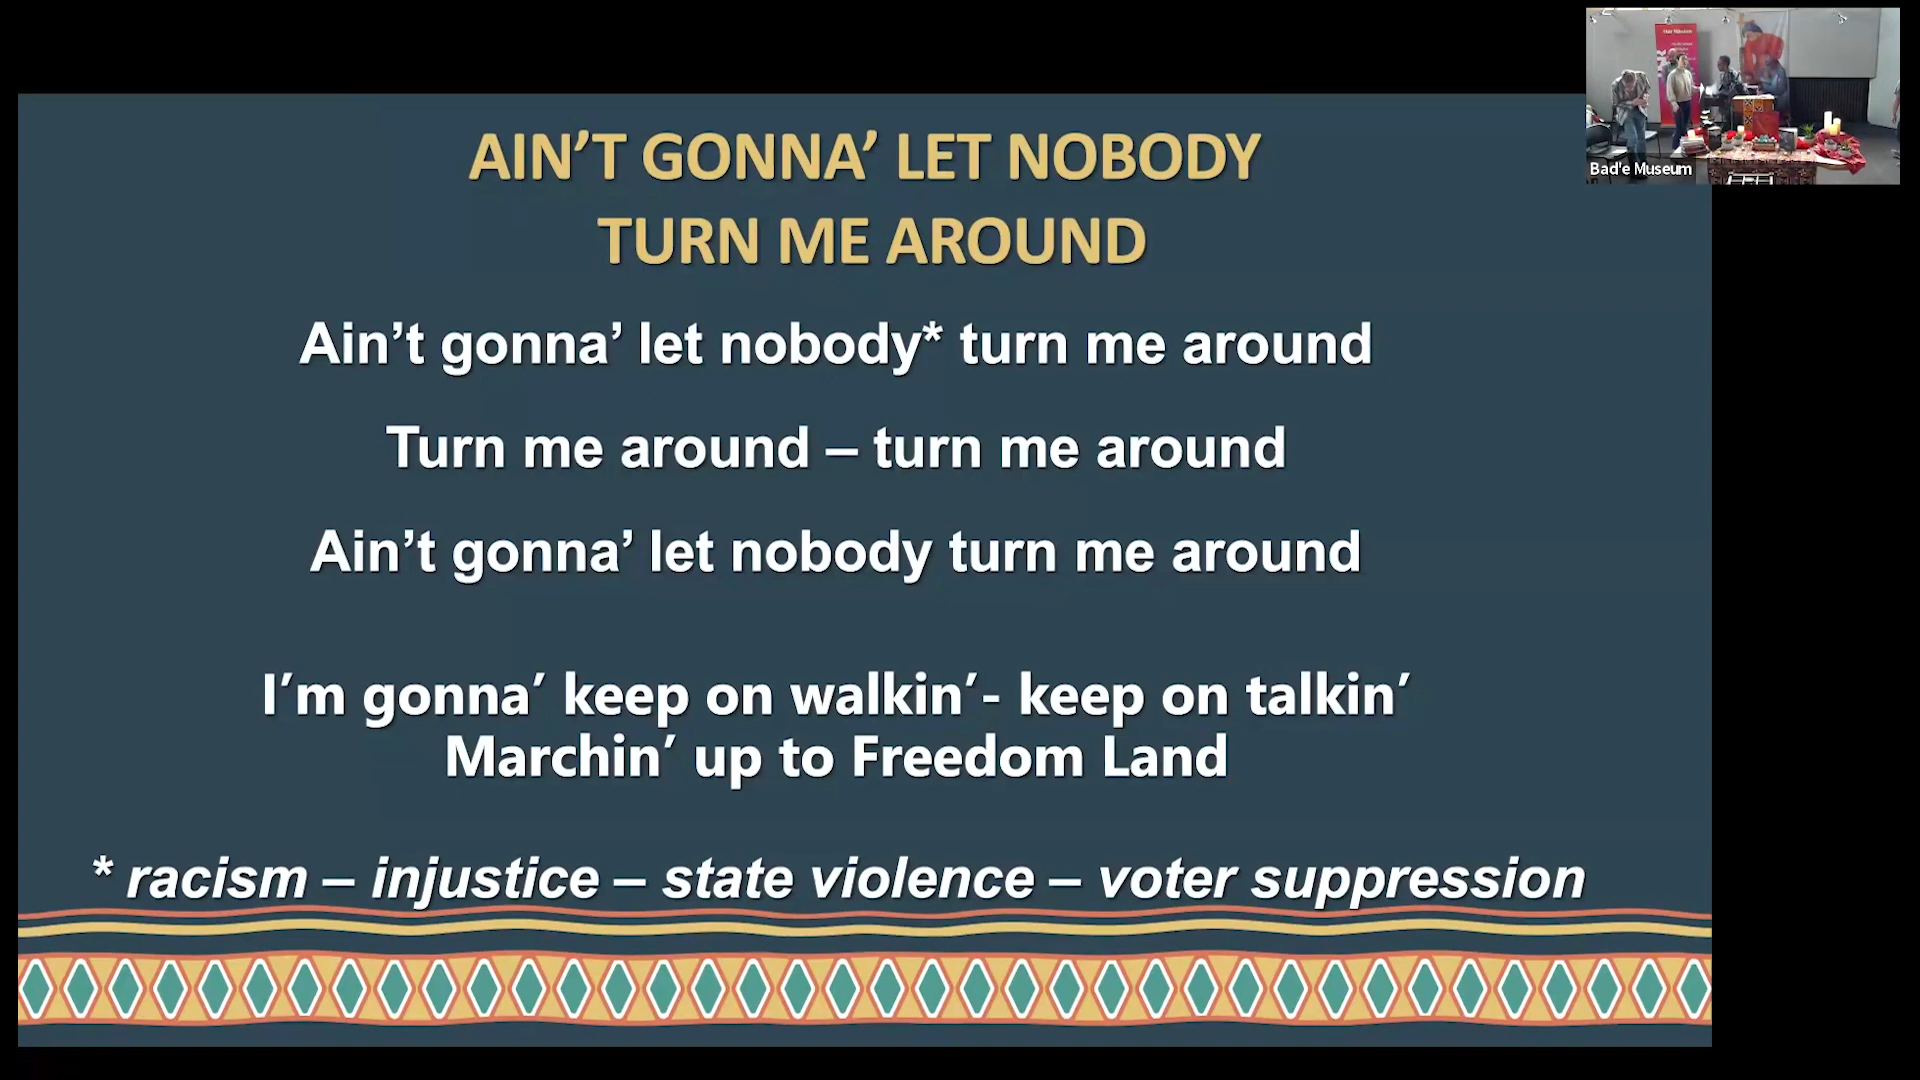 AIN’T GONNA’ LET NOBODY
TURN ME AROUND
Ain’t gonna’ let nobody* turn me around
Turn me around – turn me around
Ain’t gonna’ let nobody turn me around
I’m gonna’ keep on walkin’- keep on talkin’
Marchin’ up to Freedom Land
* racism – injustice – state violence – voter suppression
Bad'e Museum